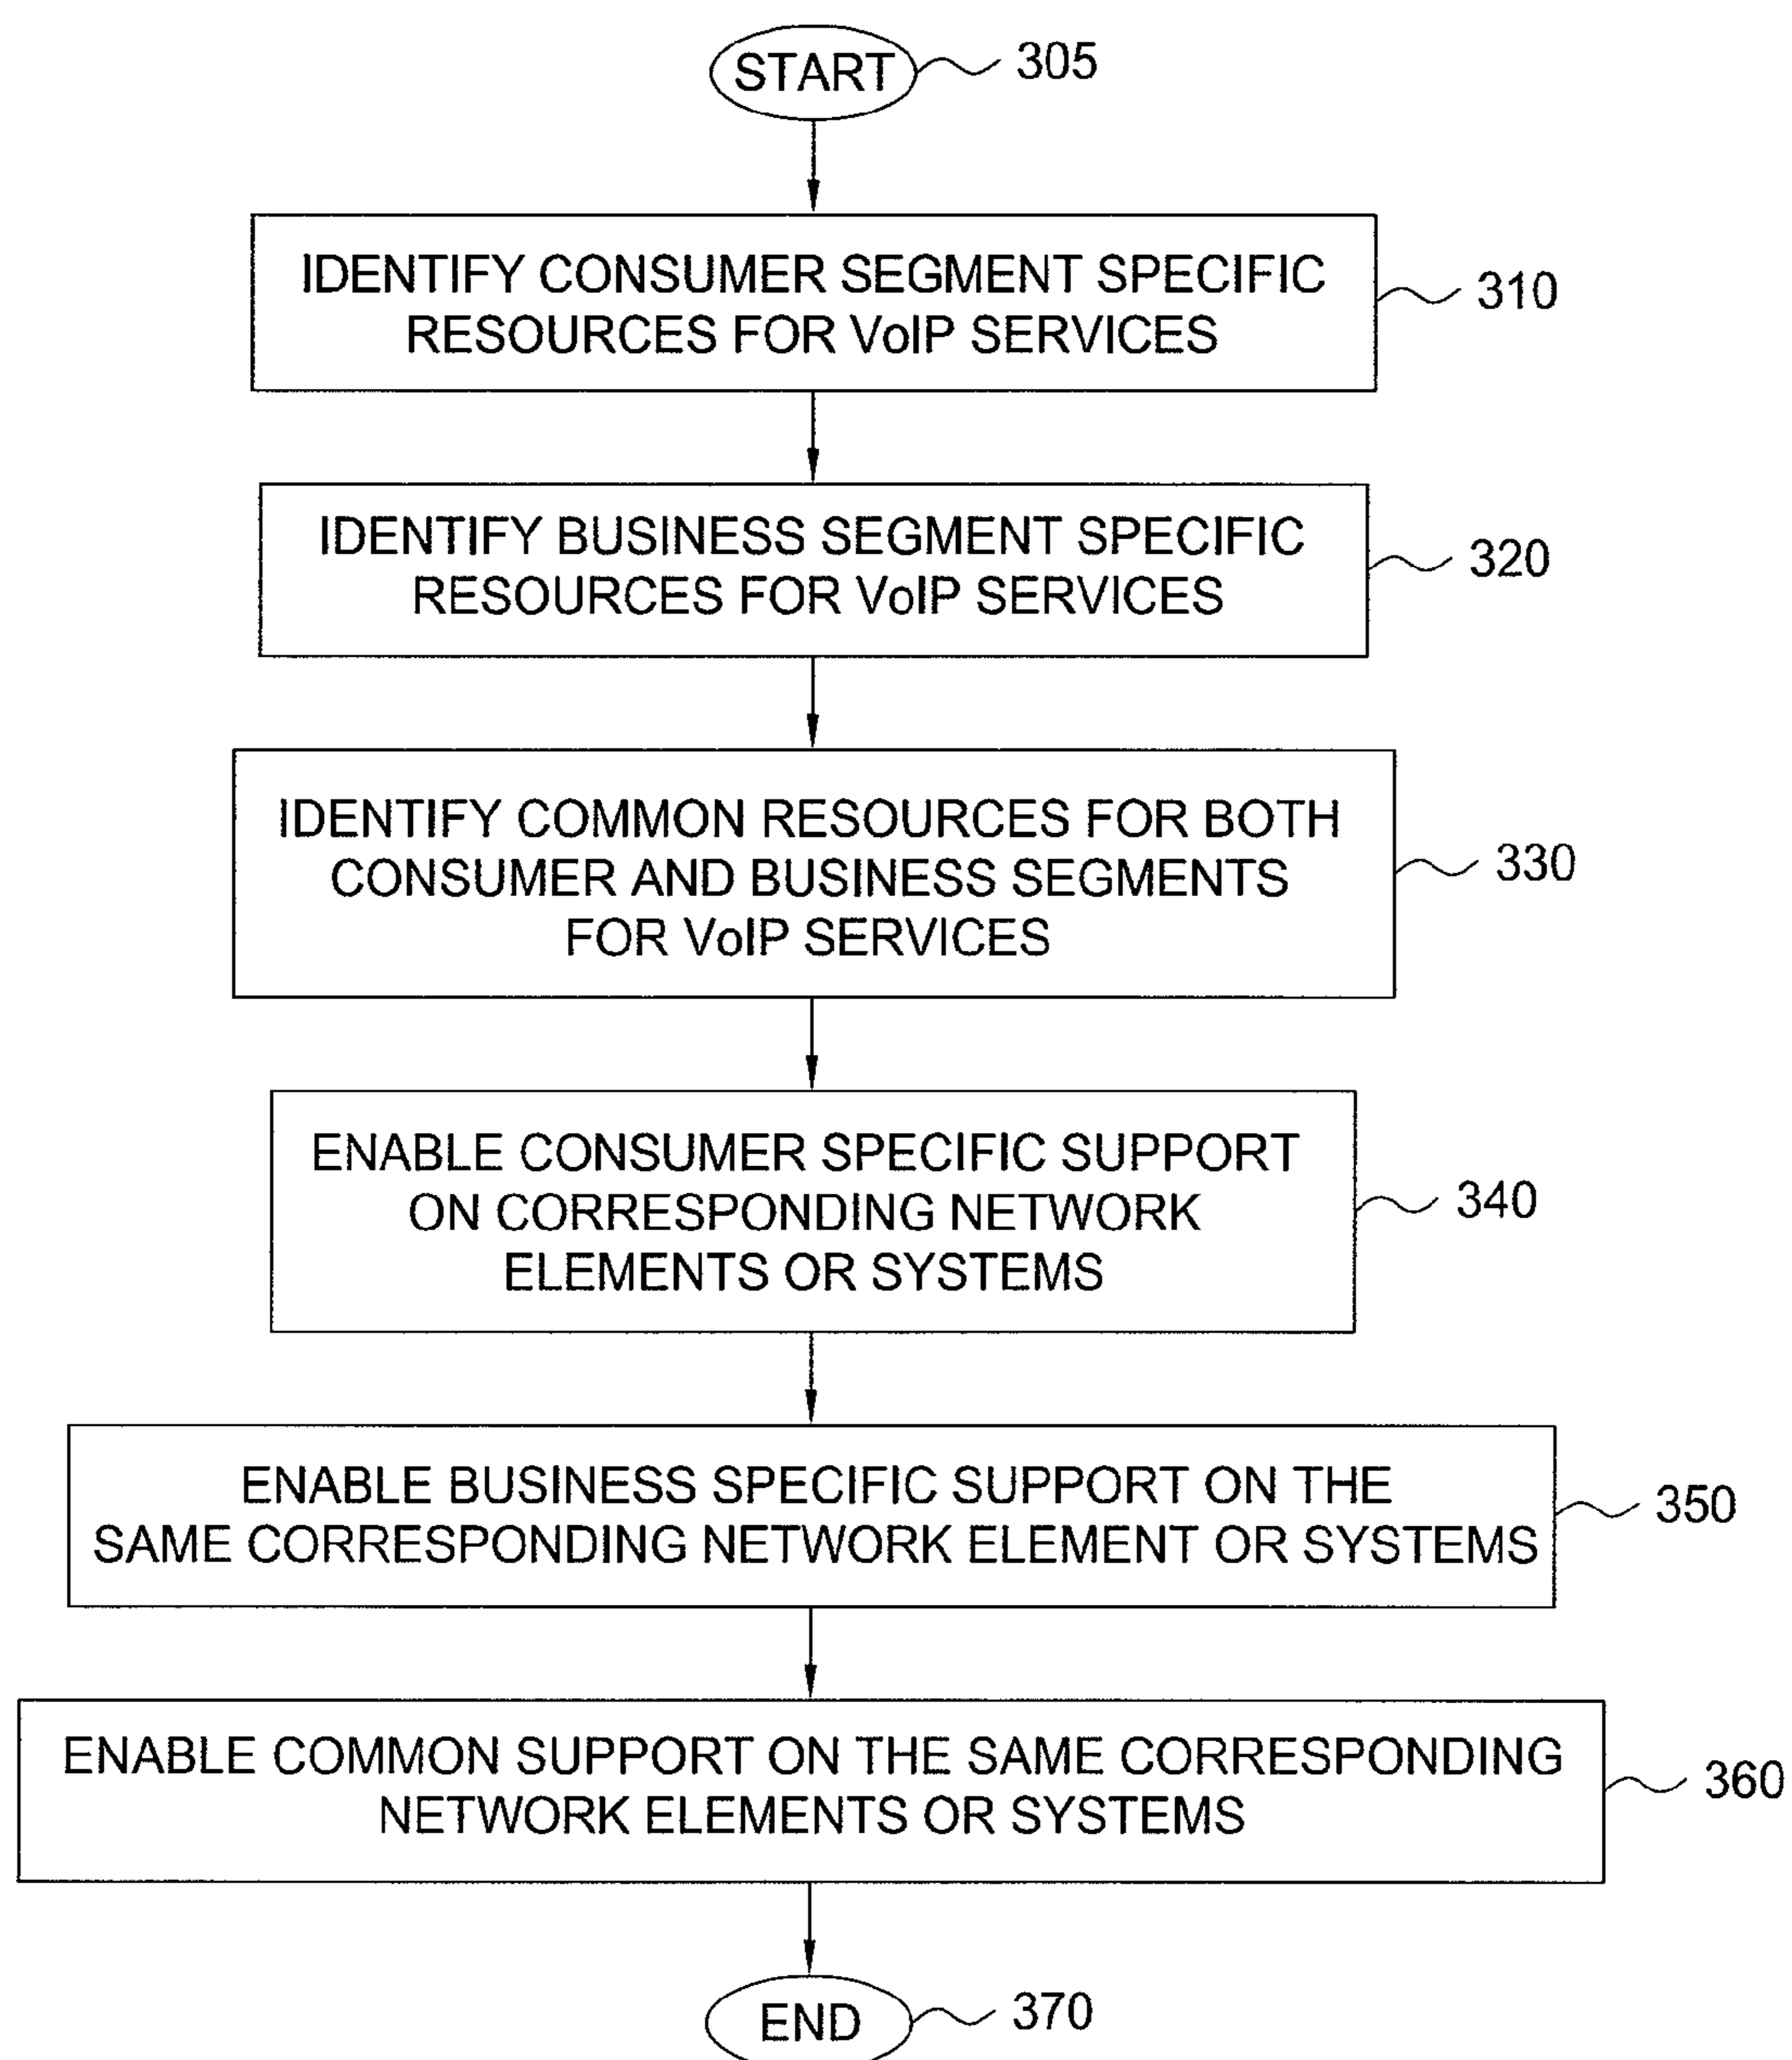 START
305
IDENTIFY CONSUMER SEGMENT SPECIFIC
RESOURCES FOR VoIP SERVICES
310
IDENTIFY BUSINESS SEGMENT SPECIFIC
RESOURCES FOR VoIP SERVICES
320
IDENTIFY COMMON RESOURCES FOR BOTH
CONSUMER AND BUSINESS SEGMENTS
FOR VoIP SERVICES
330
ENABLE CONSUMER SPECIFIC SUPPORT
ON CORRESPONDING NETWORK
ELEMENTS OR SYSTEMS
340
ENABLE BUSINESS SPECIFIC SUPPORT ON THE
SAME CORRESPONDING NETWORK ELEMENT OR SYSTEMS
350
ENABLE COMMON SUPPORT ON THE SAME CORRESPONDING
NETWORK ELEMENTS OR SYSTEMS
360
END
370